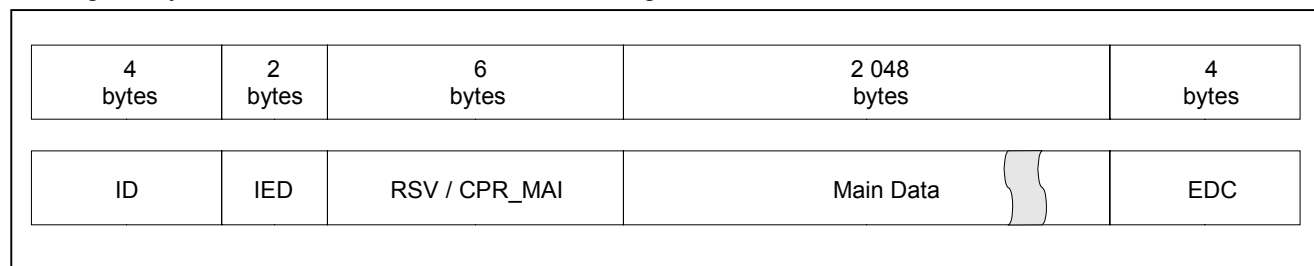 4 bytes
2 bytes
6 bytes
2 048 bytes
4 bytes
ID
IED
RSV / CPR_MAI
Main Data
EDC